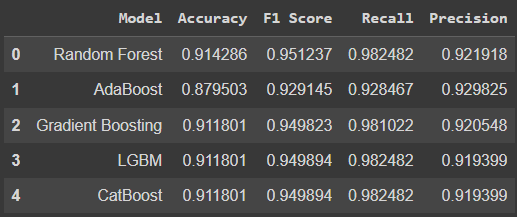 Model Accuracy F1 Score Recall Precision
0 Random Forest 0.914286 0.951237 0.982482 0.921918
1 AdaBoost 0.879503 0.929145 0.928467 0.929825
2 Gradient Boosting 0.911801 0.949823 0.981022 0.920548
3 LGBM 0.911801 0.949894 0.982482 0.919399
4 CatBoost 0.911801 0.949894 0.982482 0.919399